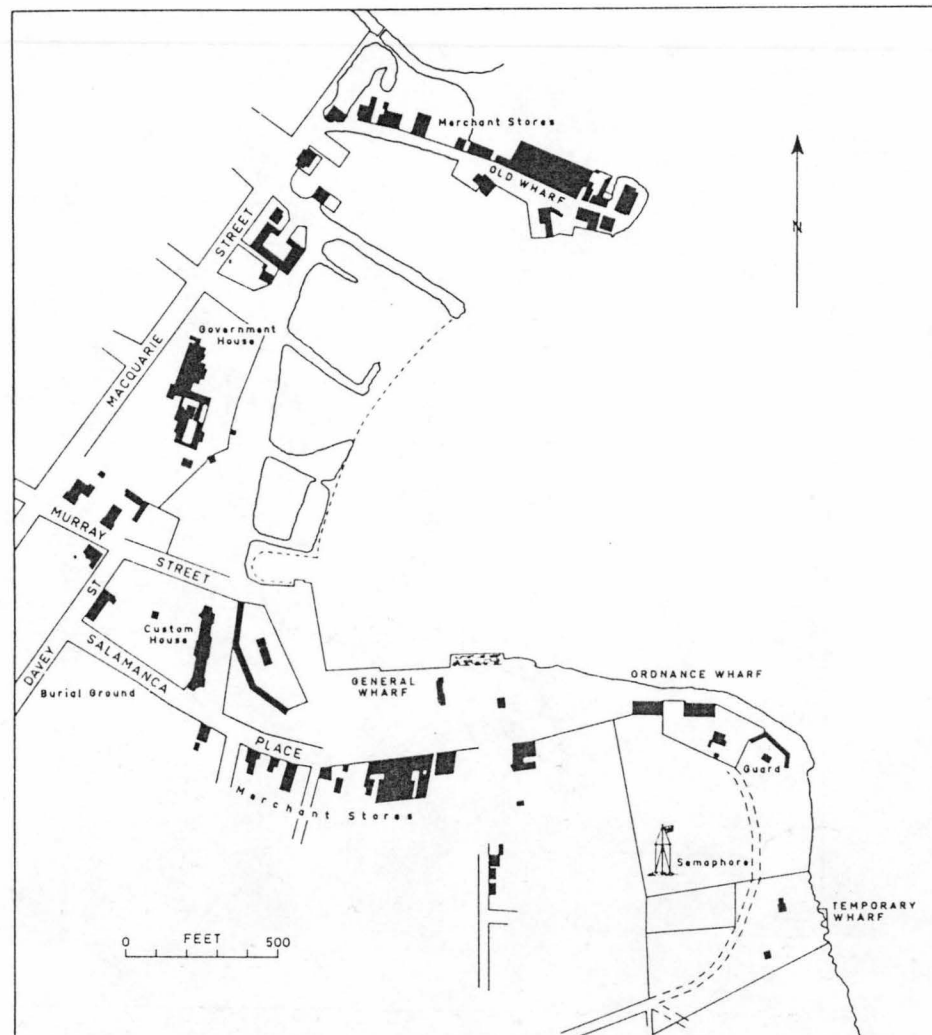 Merchant Stores
OLD WHARF
N
STREET
MACQUARIE
Government
House
MURRAY
STREET
ST
DAVEY
Custom
House
SALAMANCA
PLACE
Burial Ground
GENERAL
WHARF
ORDNANCE WHARF
Guard
Merchant Stores
Semaphore
TEMPORARY
WHARF
0 FEET 500